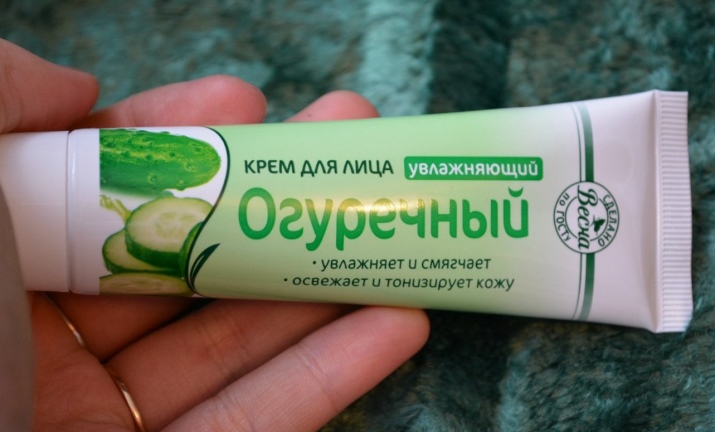 КРЕМ ДЛЯ ЛИЦА увлажняющий
Огуречный
• увлажняет и смягчает
• освежает и тонизирует кожу
СДЕЛАНО
Весна
ПО ГОСТУ